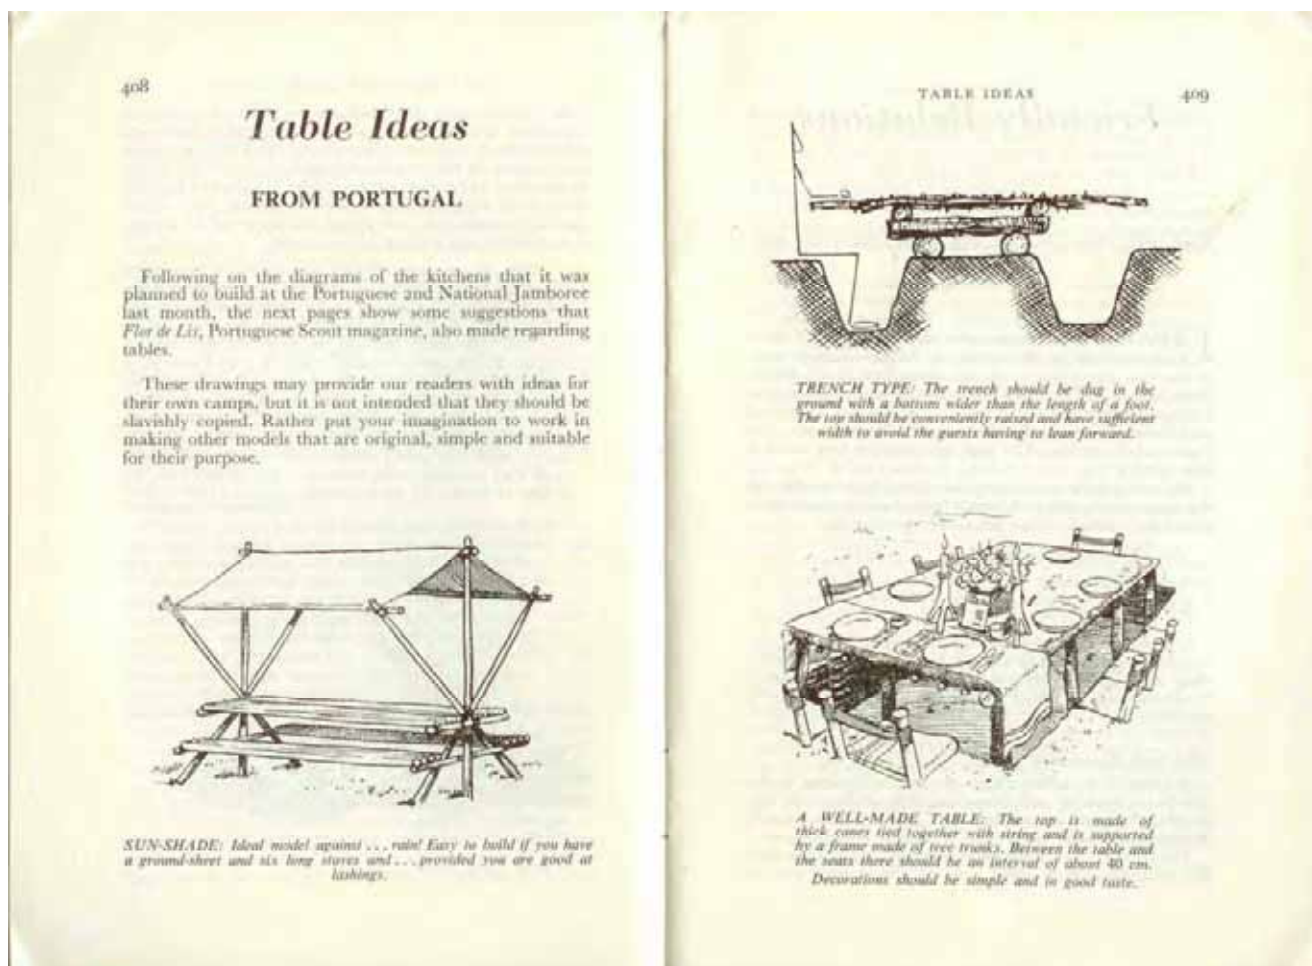 408
Table Ideas
FROM PORTUGAL
Following on the diagrams of the kitchens that it was
planned to build at the Portuguese and National Jamboree
last month, the next pages show some suggestions that
Flor de Lis, Portuguese Scout magazine, also made regarding
tables.
These drawings may provide our readers with ideas for
their own camps, but it is not intended that they should be
slavishly copied. Rather put your imagination to work in
making other models that are original, simple and suitable
for their purpose.
SUN-SHADE: Ideal model against . . . rain! Easy to build if you have
a ground-sheet and six long staves and . . . provided you are good at
lashings.
TABLE IDEAS 409
TRENCH TYPE: The trench should be dug in the
ground with a bottom wider than the length of a foot.
The top should be conveniently raised and have sufficient
width to avoid the guests having to lean forward.
A WELL-MADE TABLE: The top is made of
thick canes tied together with string and is supported
by a frame made of tree trunks. Between the table and
the seats there should be an interval of about 40 cm.
Decorations should be simple and in good taste.